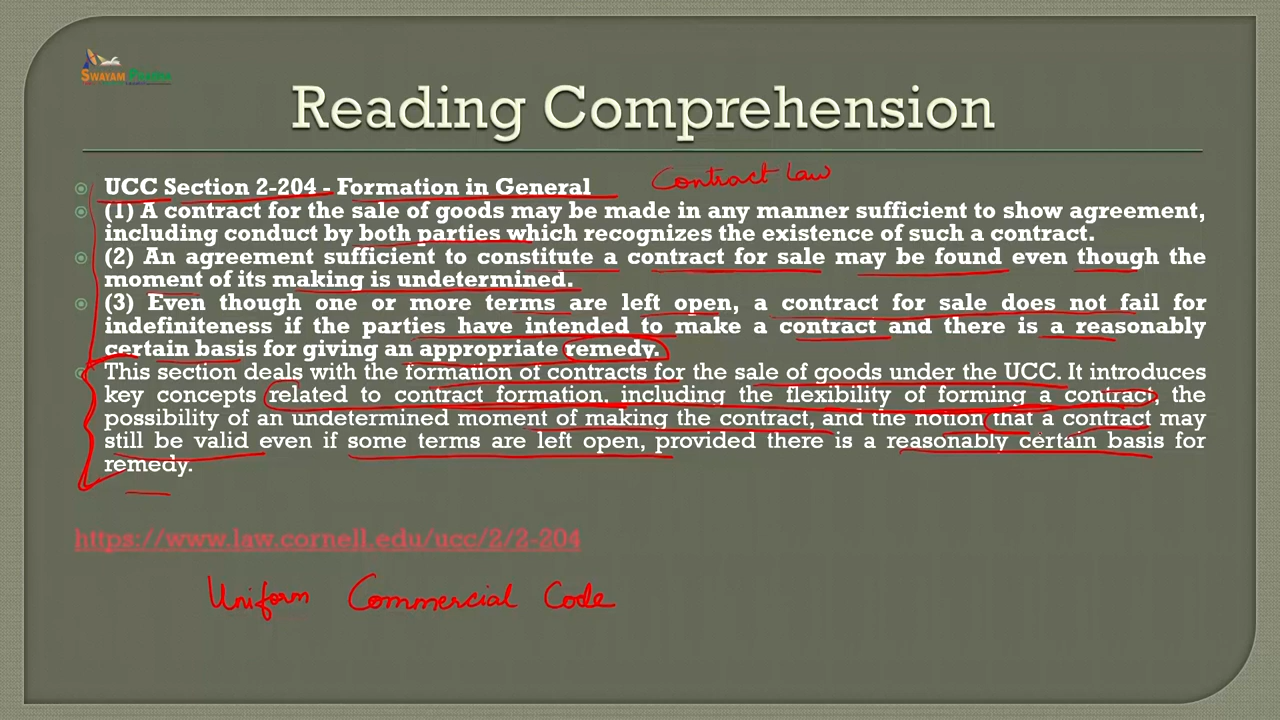 SWAYAM PRABHA
Reading Comprehension
UCC Section 2-204 - Formation in General
Contract Law
(1) A contract for the sale of goods may be made in any manner sufficient to show agreement,
including conduct by both parties which recognizes the existence of such a contract.
(2) An agreement sufficient to constitute a contract for sale may be found even though the
moment of its making is undetermined.
(3) Even though one or more terms are left open, a contract for sale does not fail for
indefiniteness if the parties have intended to make a contract and there is a reasonably
certain basis for giving an appropriate remedy.
This section deals with the formation of contracts for the sale of goods under the UCC. It introduces
key concepts related to contract formation, including the flexibility of forming a contract, the
possibility of an undetermined moment of making the contract, and the notion that a contract may
still be valid even if some terms are left open, provided there is a reasonably certain basis for
remedy.
https://www.law.cornell.edu/ucc/2/2-204
Uniform Commercial Code